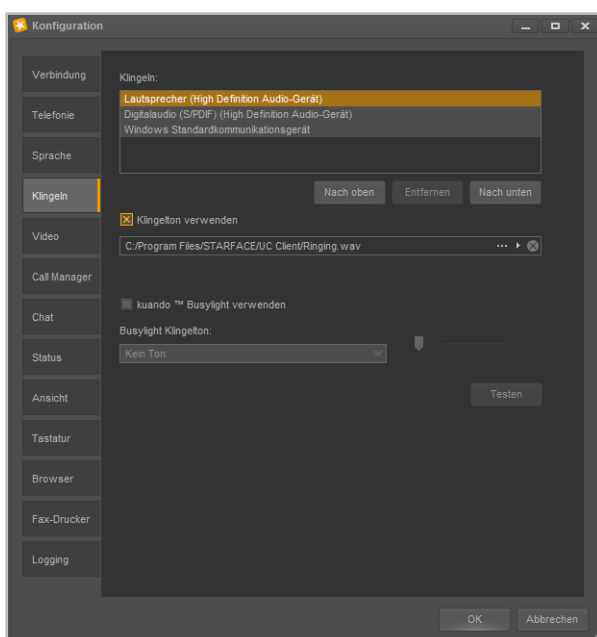 Konfiguration
Verbindung
Telefonie
Sprache
Klingeln
Video
Call Manager
Chat
Status
Ansicht
Tastatur
Browser
Fax-Drucker
Logging
Klingeln:
Lautsprecher (High Definition Audio-Gerät)
Digitalaudio (S/PDIF) (High Definition Audio-Gerät)
Windows Standardkommunikationsgerät
Nach oben Entfernen Nach unten
Klingelton verwenden
C:/Program Files/STARFACE/UC Client/Ringing.wav ...
kuando ™ Busylight verwenden
Busylight Klingelton:
Kein Ton
Testen
OK Abbrechen